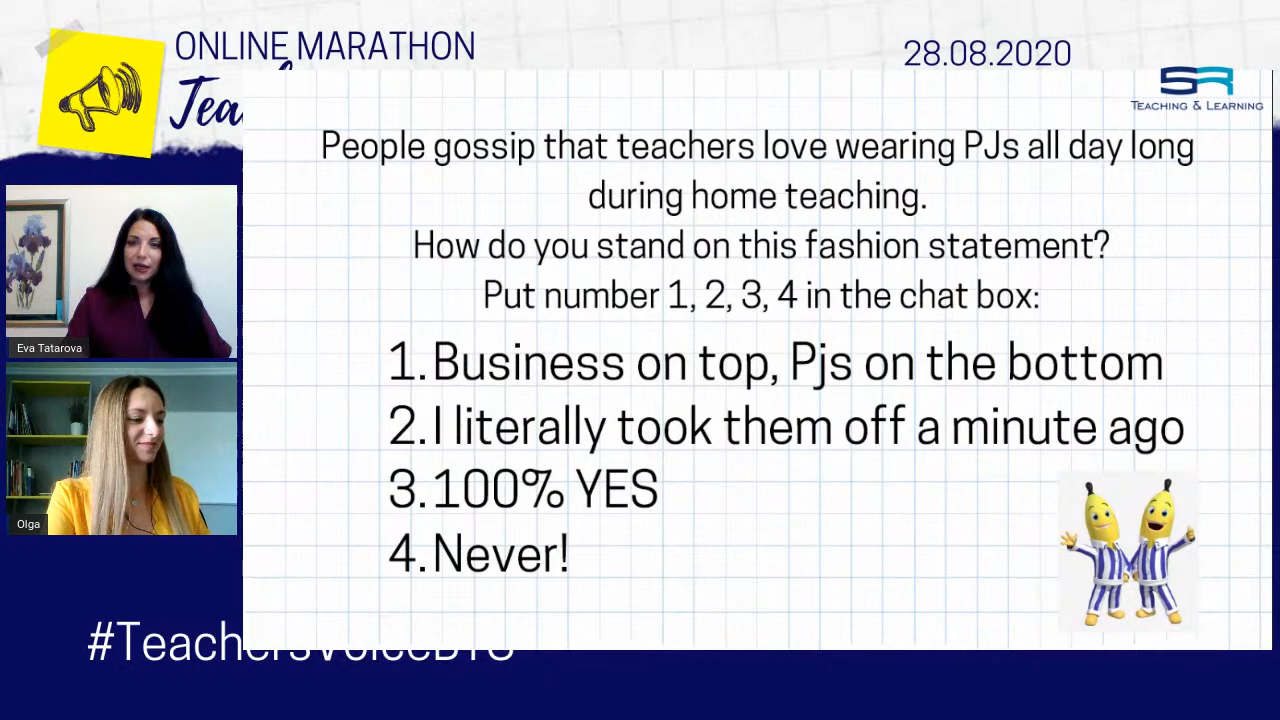 ONLINE MARATHON
28.08.2020
SR
TEACHING & LEARNING
People gossip that teachers love wearing PJs all day long
during home teaching.
How do you stand on this fashion statement?
Put number 1, 2, 3, 4 in the chat box:
1. Business on top, Pjs on the bottom
2. I literally took them off a minute ago
3. 100% YES
4. Never!
Eva Tatarova
Olga